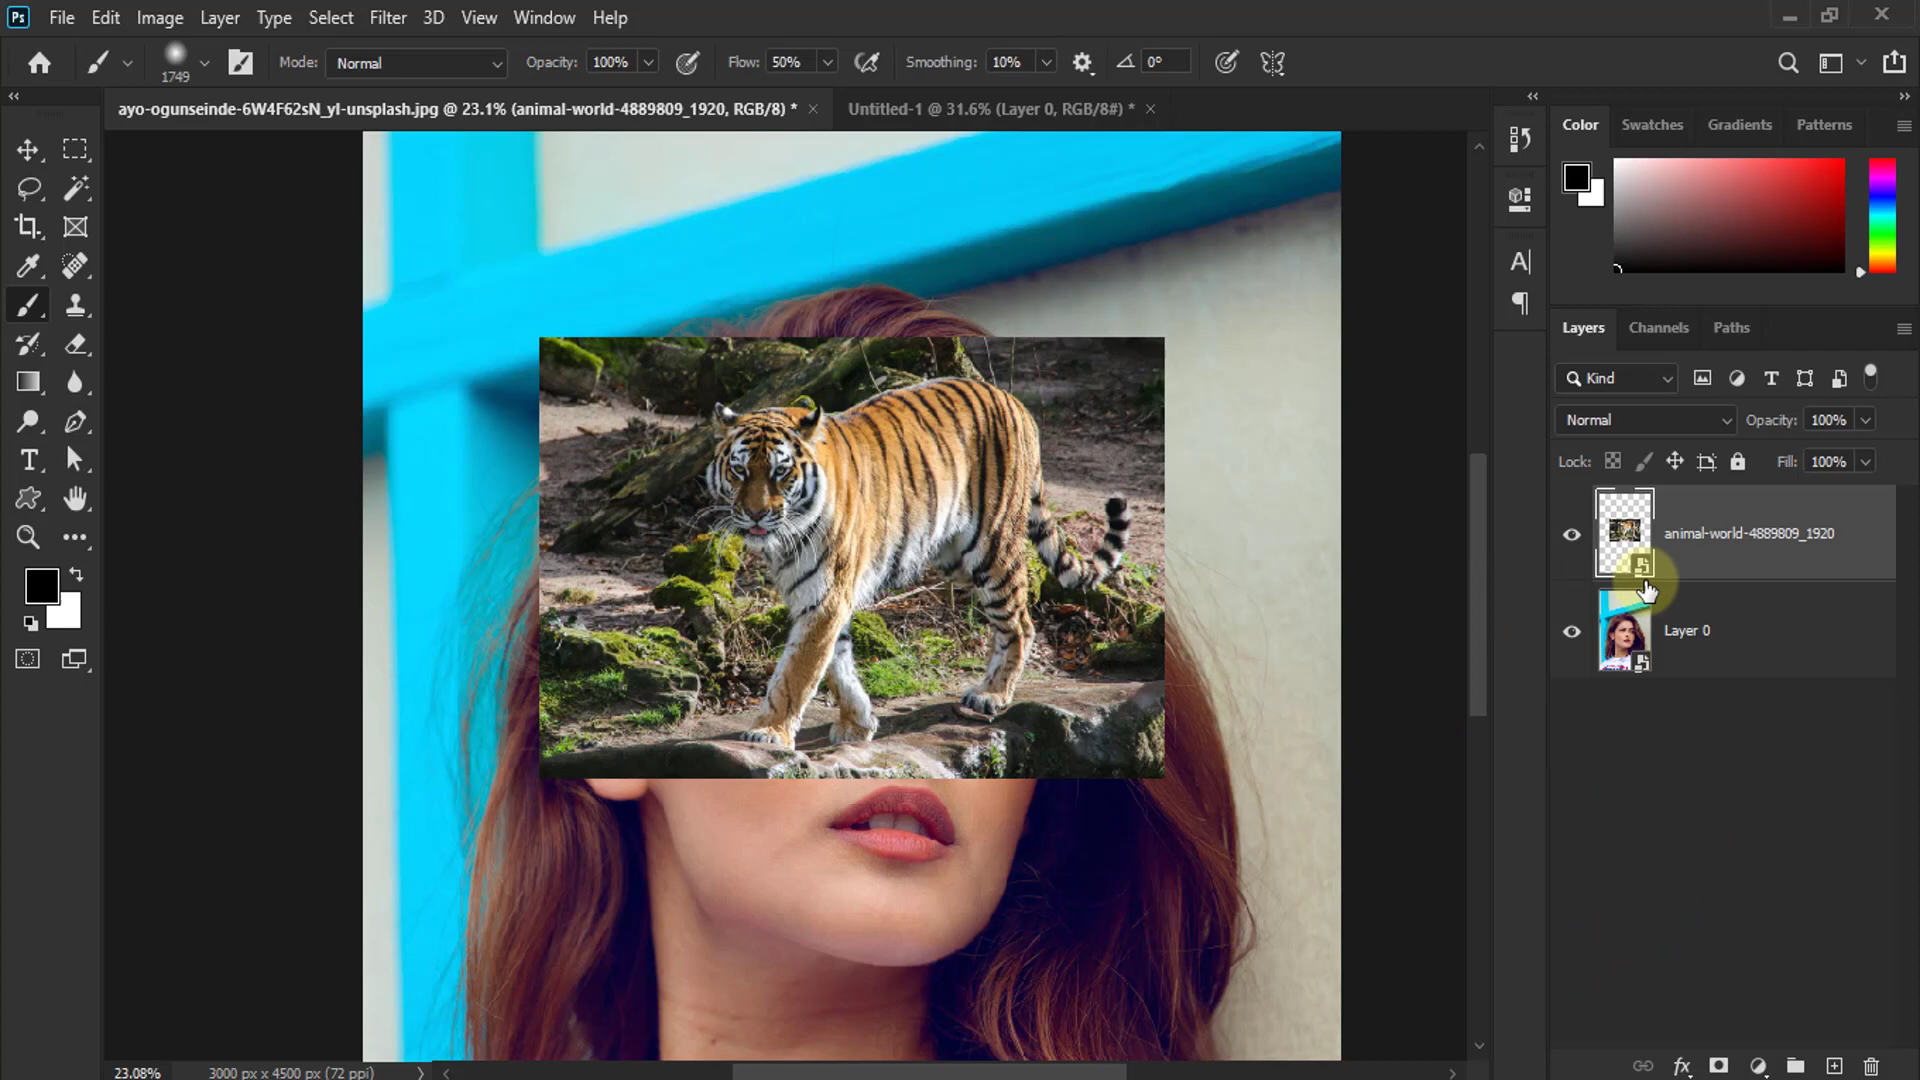 Ps File Edit Image Layer Type Select Filter 3D View Window Help
1749 Mode: Normal Opacity: 100% Flow: 50% Smoothing: 10% 0°
ayo-ogunseinde-6W4F62sN_yI-unsplash.jpg @ 23.1% (animal-world-4889809_1920, RGB/8) * Untitled-1 @ 31.6% (Layer 0, RGB/8#) *
Color Swatches Gradients Patterns
Layers Channels Paths
Kind
Normal Opacity: 100%
Lock: Fill: 100%
animal-world-4889809_1920
Layer 0
23.08% 3000 px x 4500 px (72 ppi)